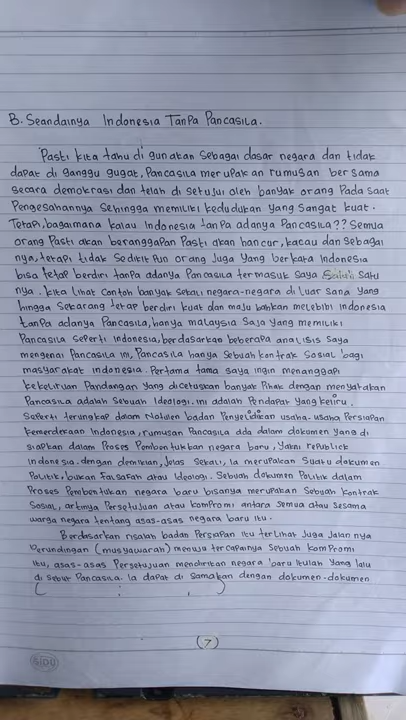 B. Seandainya Indonesia Tanpa Pancasila.
Pasti kita tahu di gunakan sebagai dasar negara dan tidak
dapat di ganggu gugat, Pancasila merupakan rumusan bersama
secara demokrasi dan telah di setujui oleh banyak orang pada saat
Pengesahannya sehingga memiliki kedudukan yang sangat kuat.
Tetapi, bagaimana kalau Indonesia tanpa adanya Pancasila?? Semua
orang pasti akan beranggapan pasti akan hancur, kacau dan sebagai
nya, tetapi tidak sedikit pun orang juga yang berkata Indonesia
bisa tetap berdiri tanpa adanya Pancasila termasuk saya satu
nya. kita lihat contoh banyak sekali negara-negara di luar sana yang
hingga sekarang tetap berdiri kuat dan maju bahkan melebihi indonesia
tanpa adanya Pancasila, hanya malaysia saja yang memiliki
Pancasila seperti indonesia, berdasarkan beberapa analisis saya
mengenai Pancasila ini, Pancasila hanya sebuah kontrak sosial bagi
masyarakat indonesia. Pertama tama saya ingin menanggapi
kekeliruan Pandangan yang dicetuskan banyak Pihak dengan menyatakan
Pancasila adalah sebuah Ideologi. ini adalah Pendapat yang keliru.
Seperti terungkap dalam Notulen badan Penyelidikan usaha-usaha Persiapan
kemerdekaan Indonesia, rumusan Pancasila ada dalam dokumen yang di
siapkan dalam Proses Pembentukkan negara baru, yakni republick
indonesia. dengan demikian, jelas sekali, Ia merupakan suatu dokumen
Politik, bukan Falsafah atau Ideologi. Sebuah dokumen Politik dalam
Proses Pembentukan negara baru bisanya merupakan Sebuah Kontrak
Sosial, artinya Persetujuan atau kompromi antara semua atau sesama
warga negara tentang asas-asas negara baru itu.
Berdasarkan risalah badan Persiapan itu terlihat juga jalan nya
Perundingan (musyawarah) menuju tercapainya sebuah kompromi
itu, asas-asas Persetujuan mendirikan negara baru itulah yang lalu
di sebut Pancasila. Ia dapat di samakan dengan dokumen-dokumen
(7)
SIDU